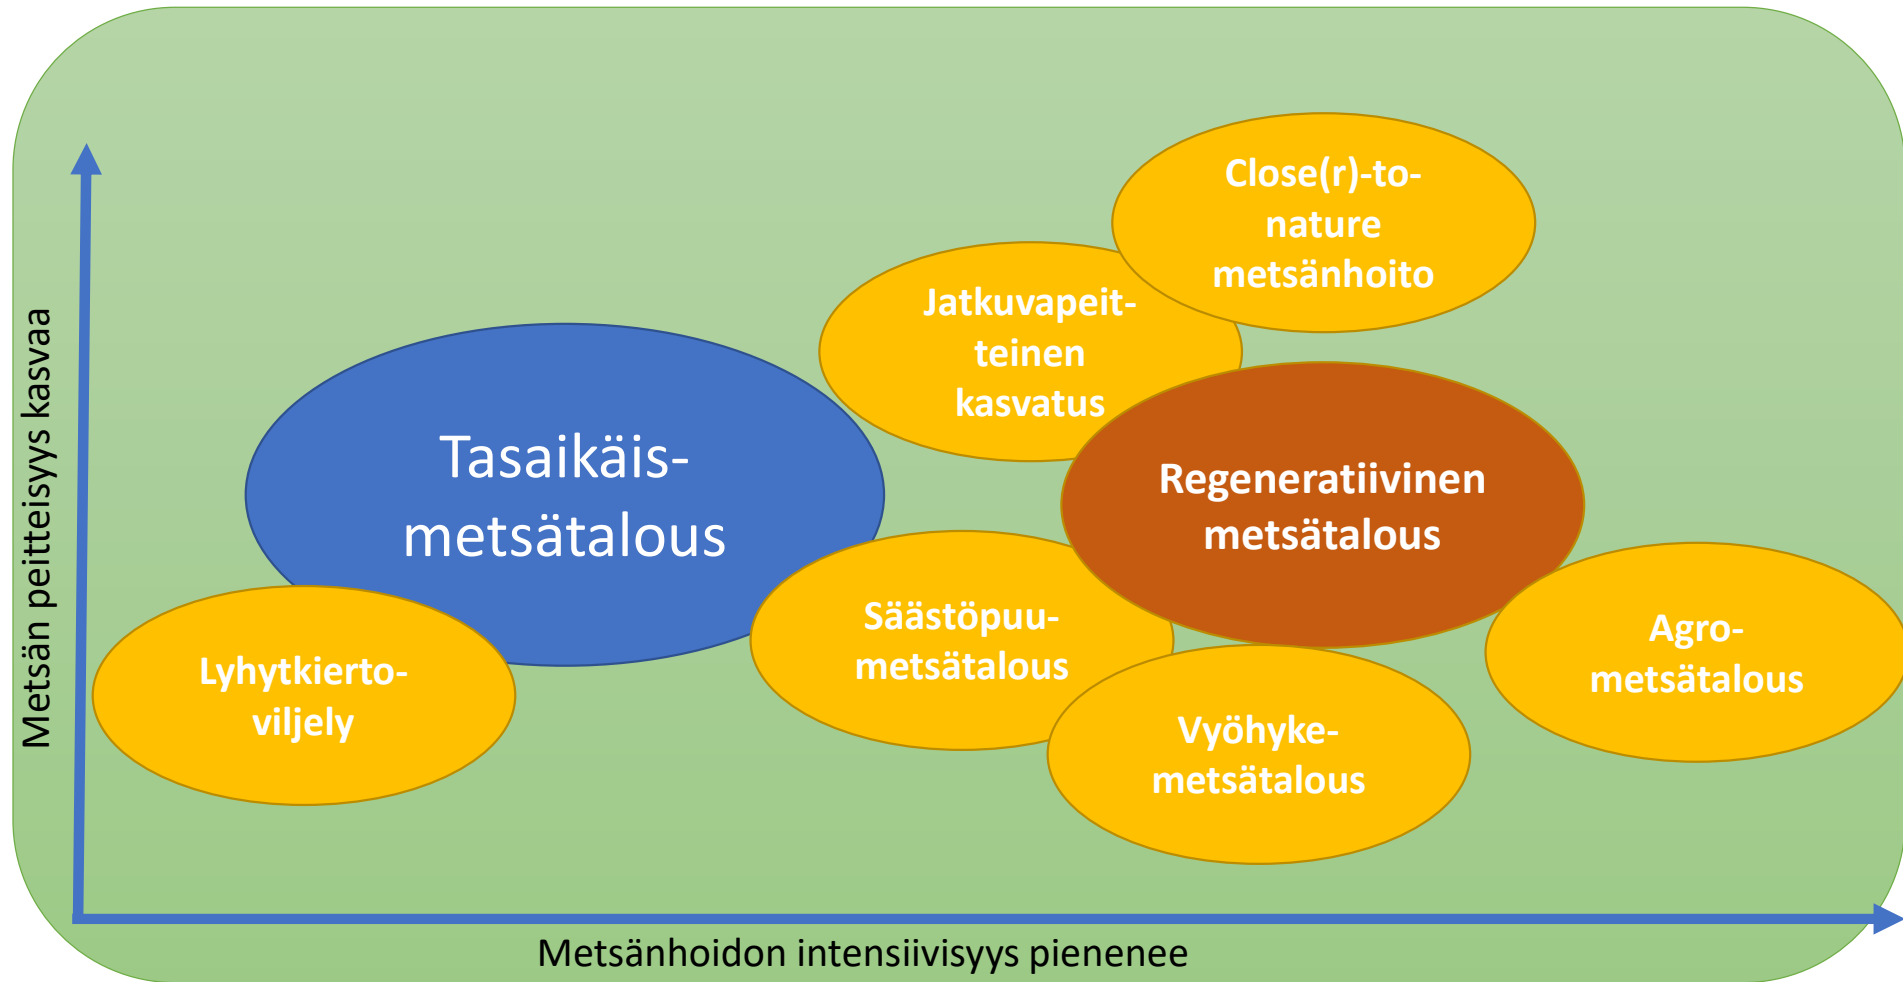 Close(r)-to-
nature
metsänhoito
Jatkuvapeit-
teinen
kasvatus
Tasaikäis-
metsätalous
Regeneratiivinen
metsätalous
Säästöpuu-
metsätalous
Agro-
metsätalous
Lyhytkierto-
viljely
Vyöhyke-
metsätalous
Metsän peitteisyys kasvaa
Metsänhoidon intensiivisyys pienenee